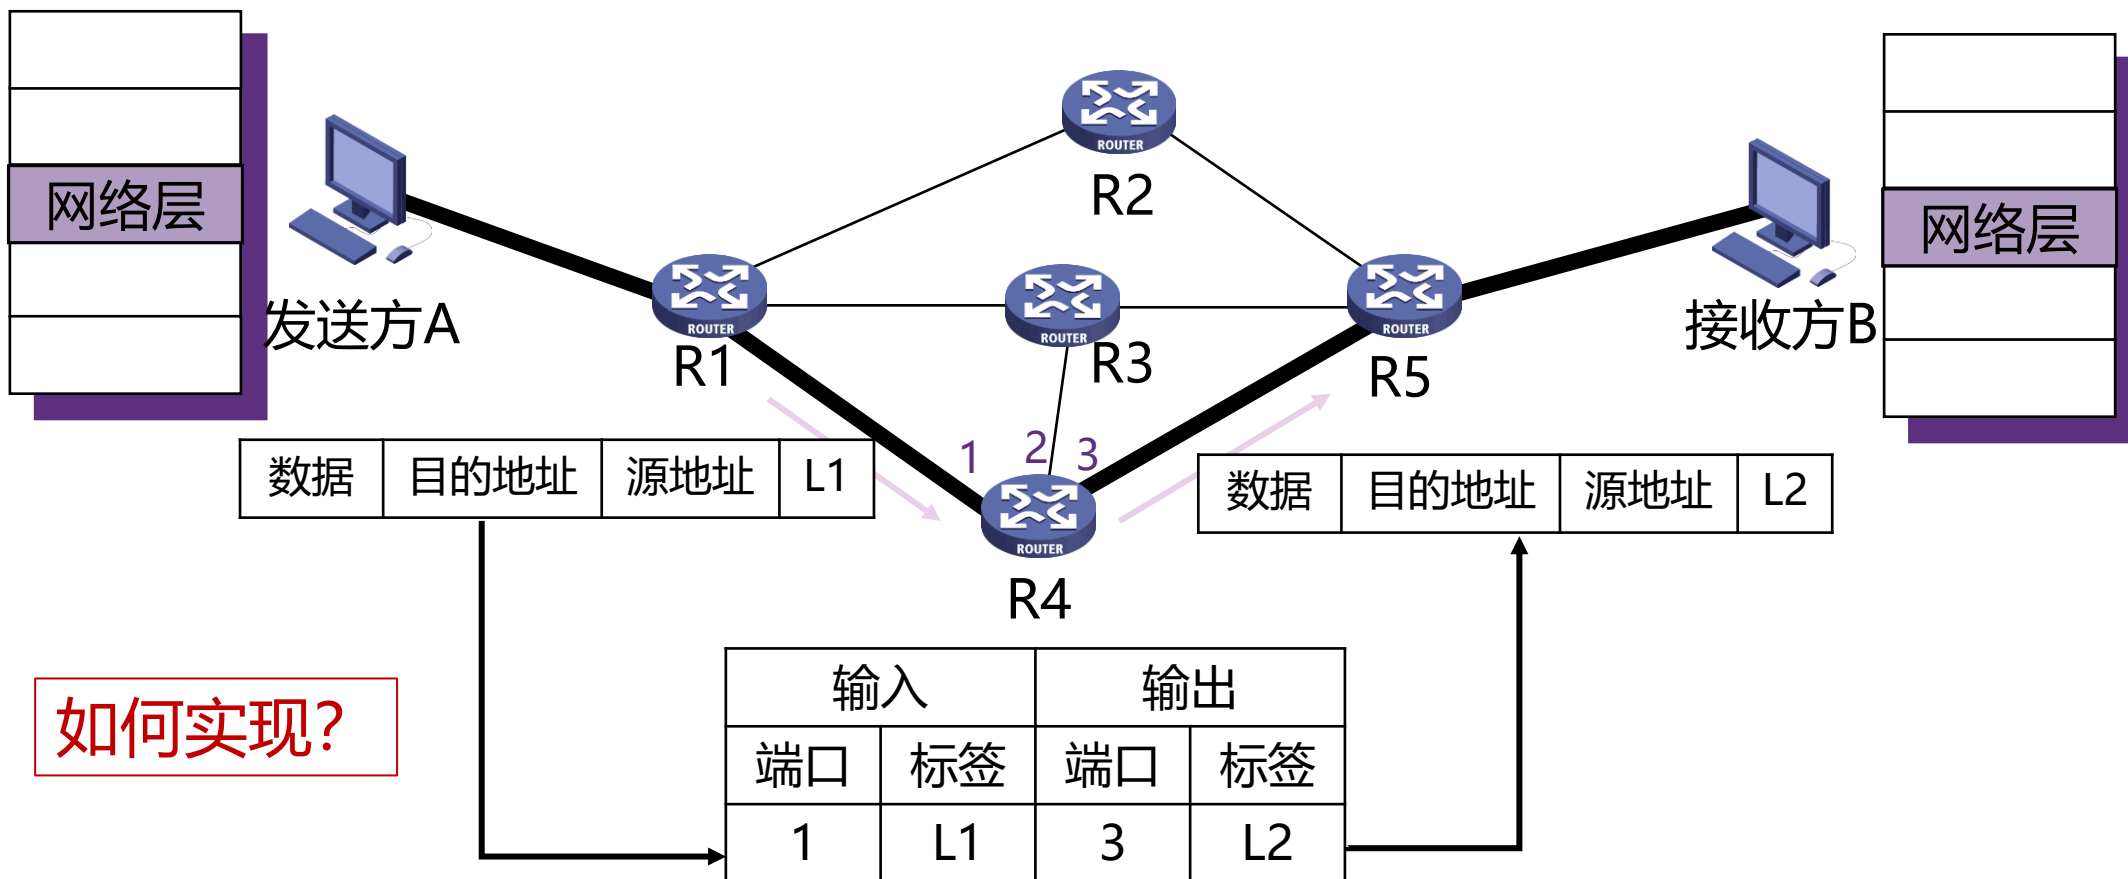 网络层
发送方A
ROUTER
R1
ROUTER
R2
ROUTER
R3
ROUTER
R5
接收方B
网络层
数据 目的地址 源地址 L1
1 2 3
ROUTER
R4
数据 目的地址 源地址 L2
如何实现?
输入 输出
端口 标签 端口 标签
1 L1 3 L2